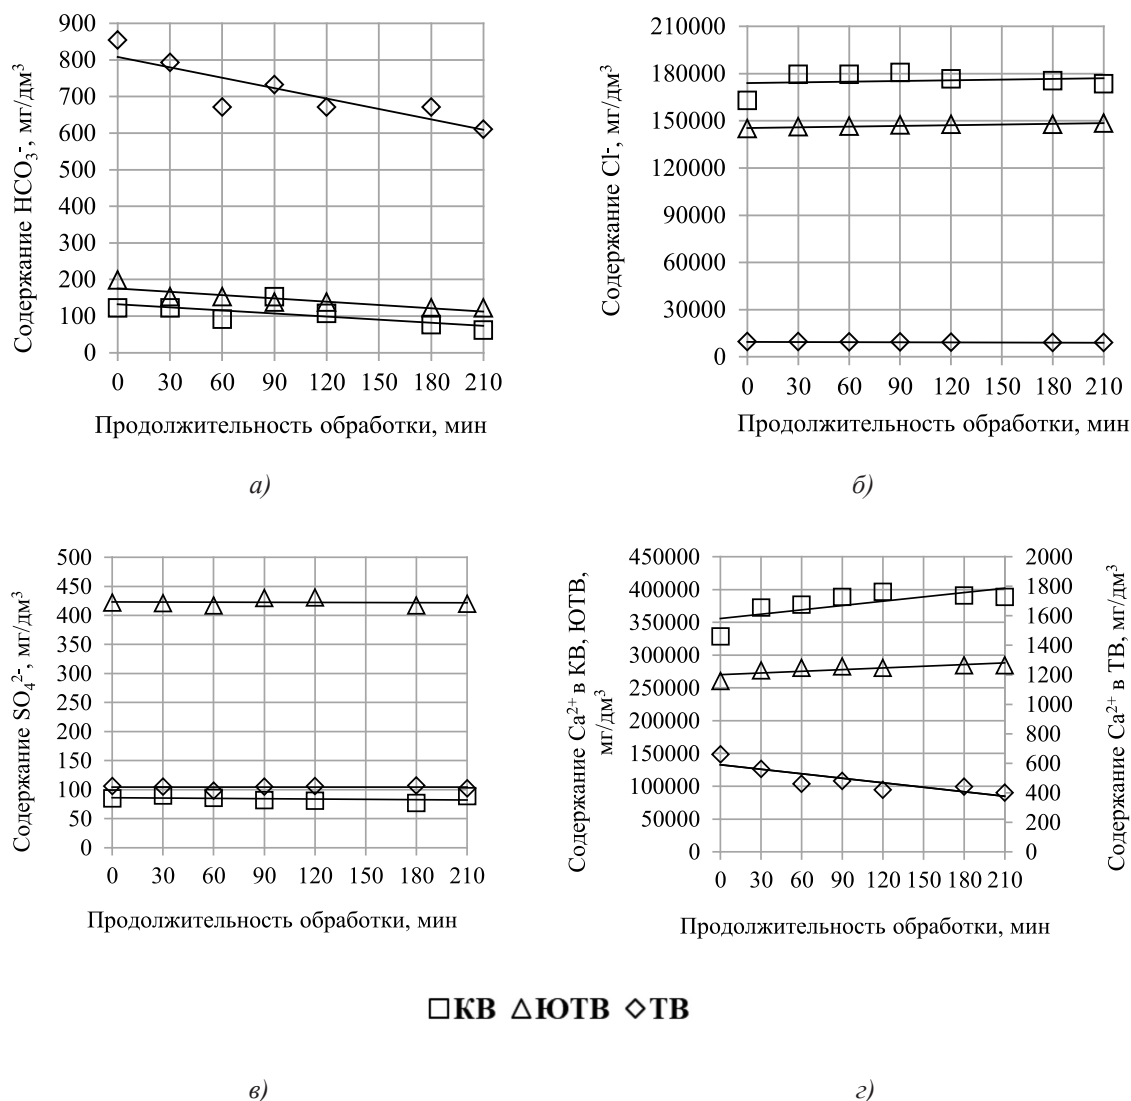 900
800
700
600
500
400
300
200
100
0
Содержание HCO₃⁻, мг/дм³
0 30 60 90 120 150 180 210
Продолжительность обработки, мин
а)
210000
180000
150000
120000
90000
60000
30000
0
Содержание Cl⁻, мг/дм³
0 30 60 90 120 150 180 210
Продолжительность обработки, мин
б)
500
450
400
350
300
250
200
150
100
50
0
Содержание SO₄²⁻, мг/дм³
0 30 60 90 120 150 180 210
Продолжительность обработки, мин
450000
400000
350000
300000
250000
200000
150000
100000
50000
0
Содержание Ca²⁺ в КВ, ЮТВ,
мг/дм³
2000
1800
1600
1400
1200
1000
800
600
400
200
0
Содержание Ca²⁺ в ТВ, мг/дм³
0 30 60 90 120 150 180 210
Продолжительность обработки, мин
КВ ЮТВ ТВ
в)
г)